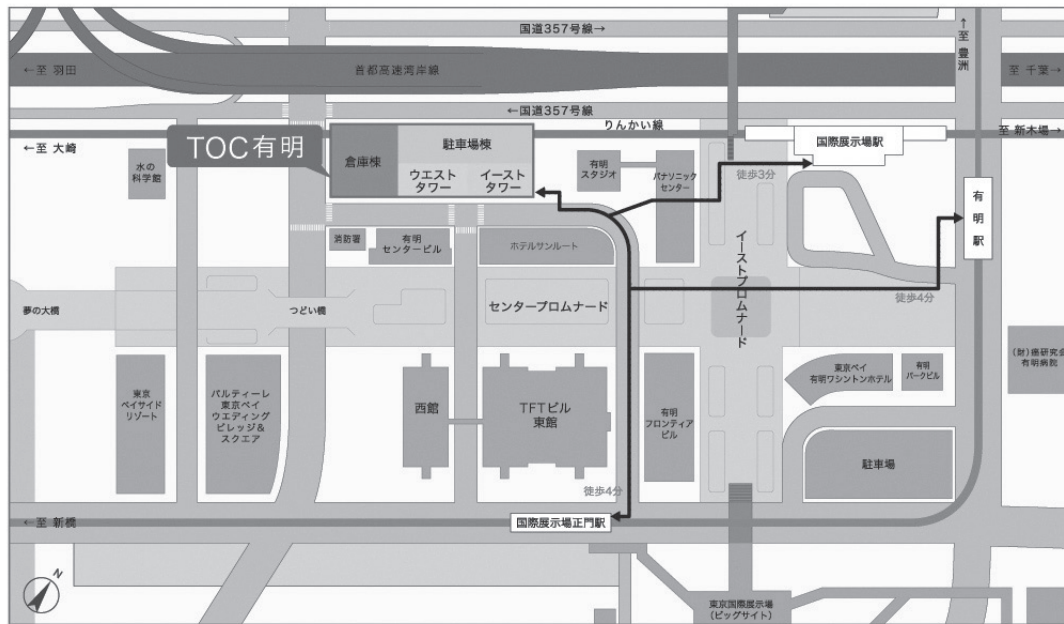 国道357号線→
←至 豊洲
←至 羽田
首都高速湾岸線
至 千葉→
←国道357号線
りんかい線
←至 大崎
至 新木場→
国際展示場駅
TOC有明
倉庫棟
駐車場棟
ウエスト
タワー
イースト
タワー
水の
科学館
有明
スタジオ
パナソニック
センター
徒歩3分
有明駅
消防署
有明
センタービル
ホテルサンルート
イーストプロムナード
徒歩4分
夢の大橋
つどい橋
センタープロムナード
東京
ベイサイド
リゾート
パルティーレ
東京ベイ
ウエディング
ビレッジ&
スクエア
西館
TFTビル
東館
有明
フロンティア
ビル
東京ベイ
有明ワシントンホテル
有明
パークビル
(財)癌研究会
有明病院
駐車場
徒歩4分
←至 新橋
国際展示場正門駅
N
東京国際展示場
(ビッグサイト)